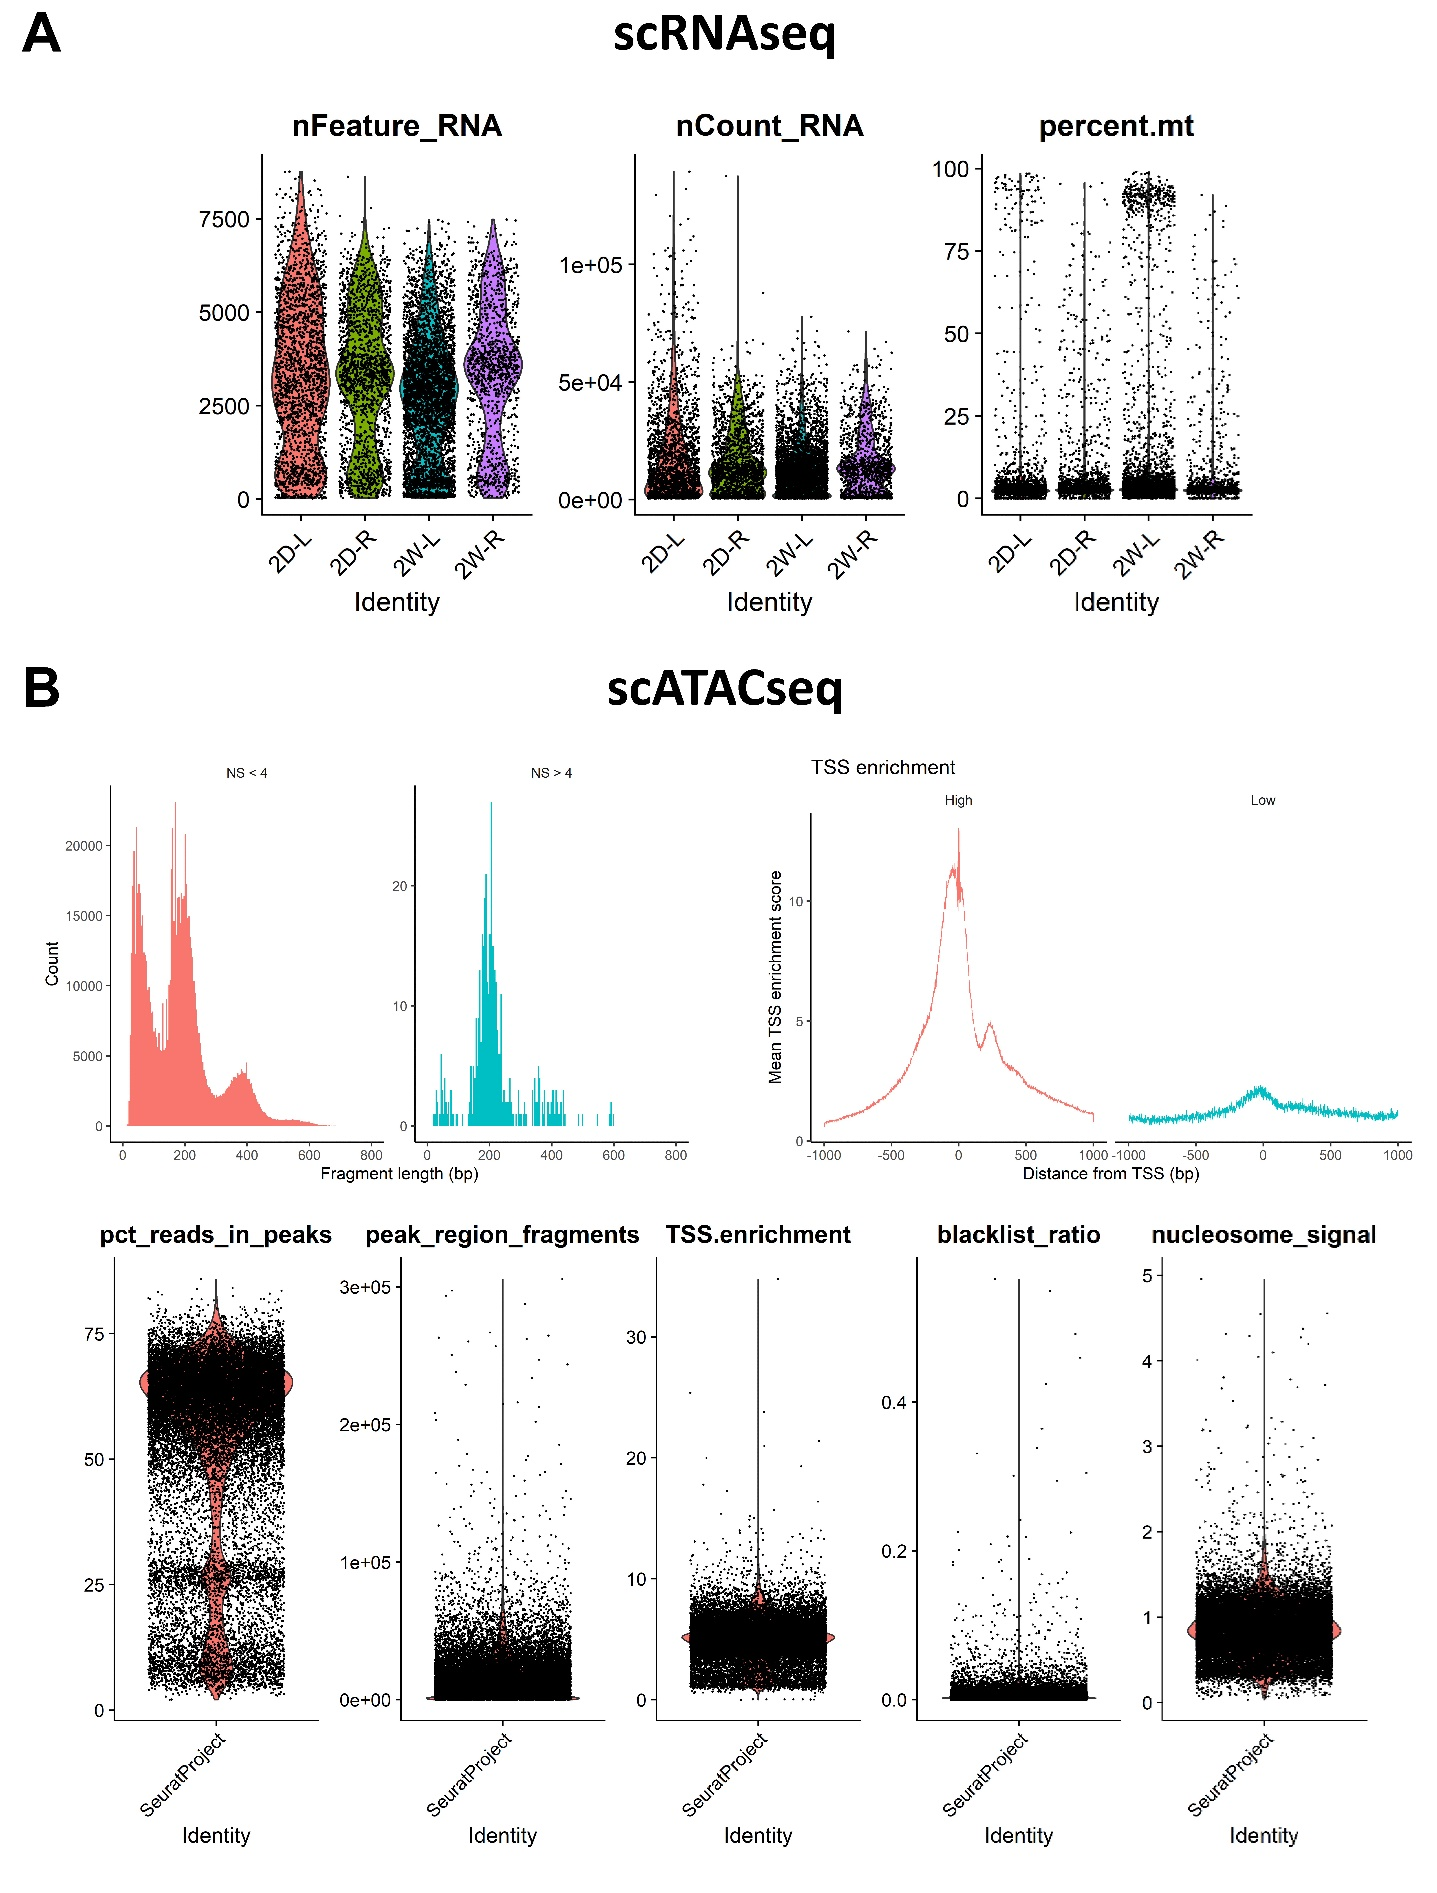 A
scRNAseq
nFeature_RNA
nCount_RNA
percent.mt
7500
5000
2500
0
1e+05
5e+04
0e+00
100
75
50
25
0
2D-L
2D-R
2W-L
2W-R
2D-L
2D-R
2W-L
2W-R
2D-L
2D-R
2W-L
2W-R
Identity
Identity
Identity
B
scATACseq
NS < 4
NS > 4
Count
20000
15000
10000
5000
0
20
10
0
0 200 400 600 800
0 200 400 600 800
Fragment length (bp)
TSS enrichment
High
Low
Mean TSS enrichment score
10
5
0
-1000 -500 0 500 1000
-1000 -500 0 500 1000
Distance from TSS (bp)
pct_reads_in_peaks
peak_region_fragments
TSS.enrichment
blacklist_ratio
nucleosome_signal
75
50
25
0
3e+05
2e+05
1e+05
0e+00
30
20
10
0
0.4
0.2
0.0
5
4
3
2
1
0
SeuratProject
SeuratProject
SeuratProject
SeuratProject
SeuratProject
Identity
Identity
Identity
Identity
Identity